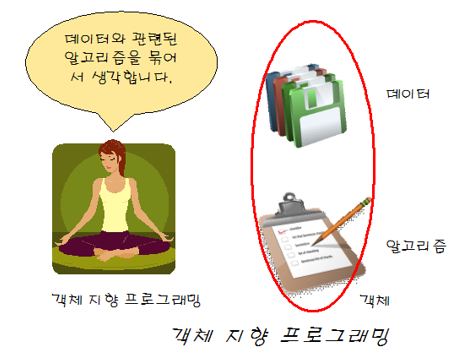 데이터와 관련된
알고리즘을 묶어
서 생각합니다.
데이터
알고리즘
객체 지향 프로그래밍
객체
객체 지향 프로그래밍